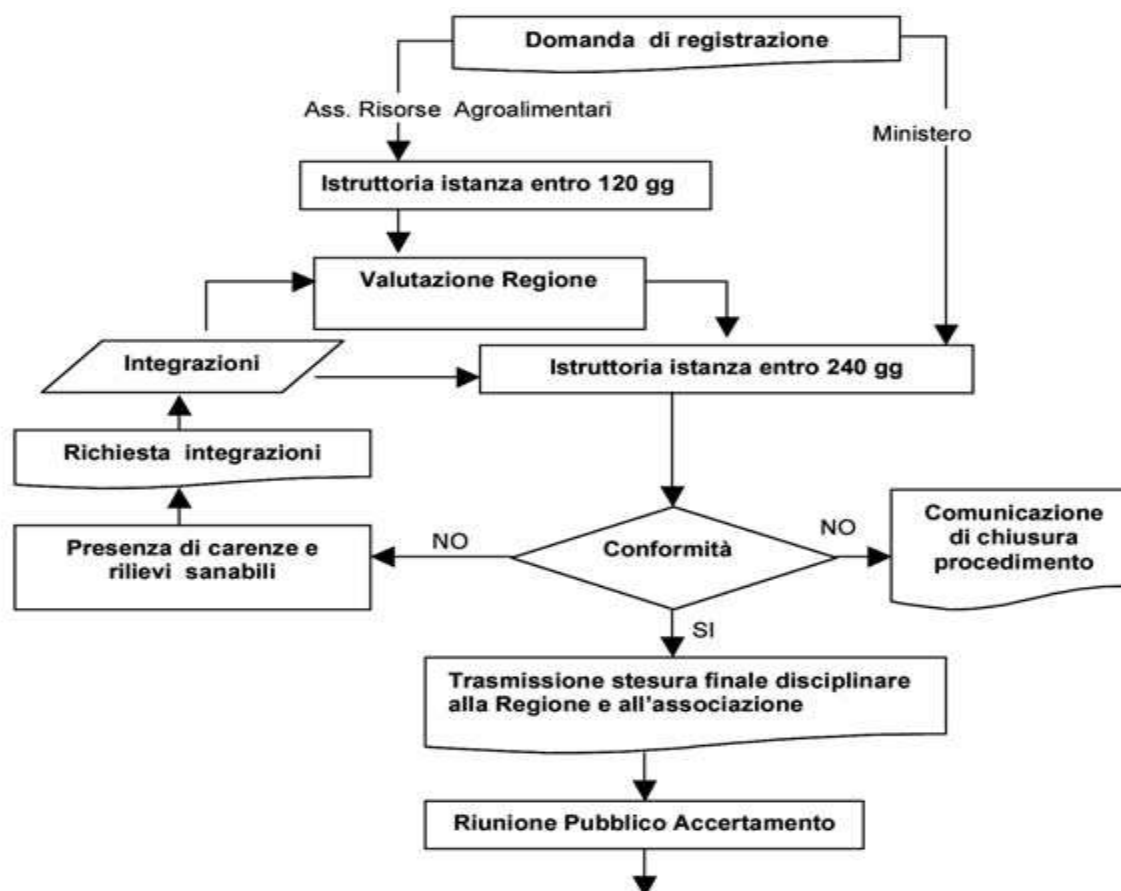 Domanda di registrazione
Ass. Risorse Agroalimentari
Ministero
Istruttoria istanza entro 120 gg
Valutazione Regione
Integrazioni
Istruttoria istanza entro 240 gg
Richiesta integrazioni
Presenza di carenze e
rilievi sanabili
NO
Conformità
NO
Comunicazione
di chiusura
procedimento
SI
Trasmissione stesura finale disciplinare
alla Regione e all'associazione
Riunione Pubblico Accertamento